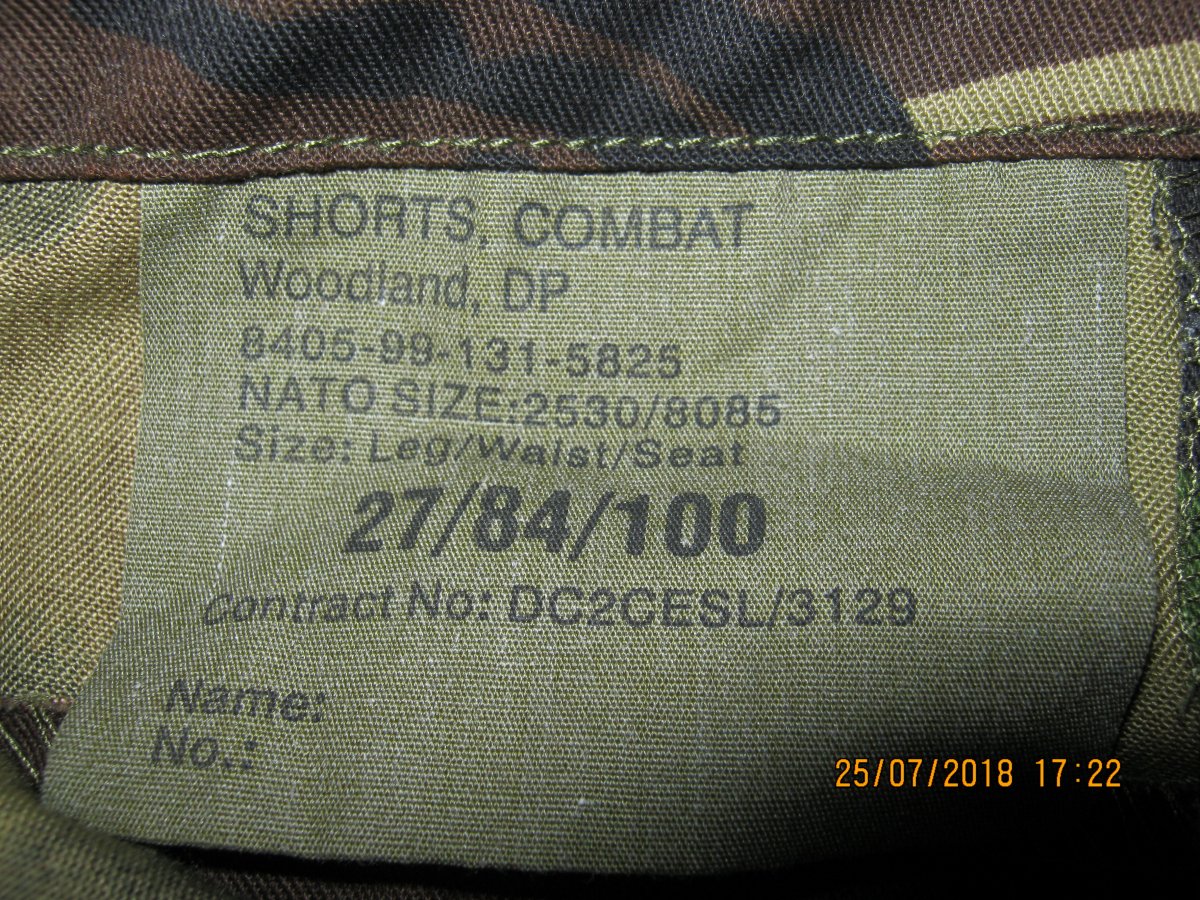 SHORTS, COMBAT
Woodland, DP
8405-99-131-5825
NATO SIZE:2530/8085
Size: Leg/Waist/Seat
27/84/100
Contract No: DC2CESL/3129
Name:
No.:
25/07/2018 17:22